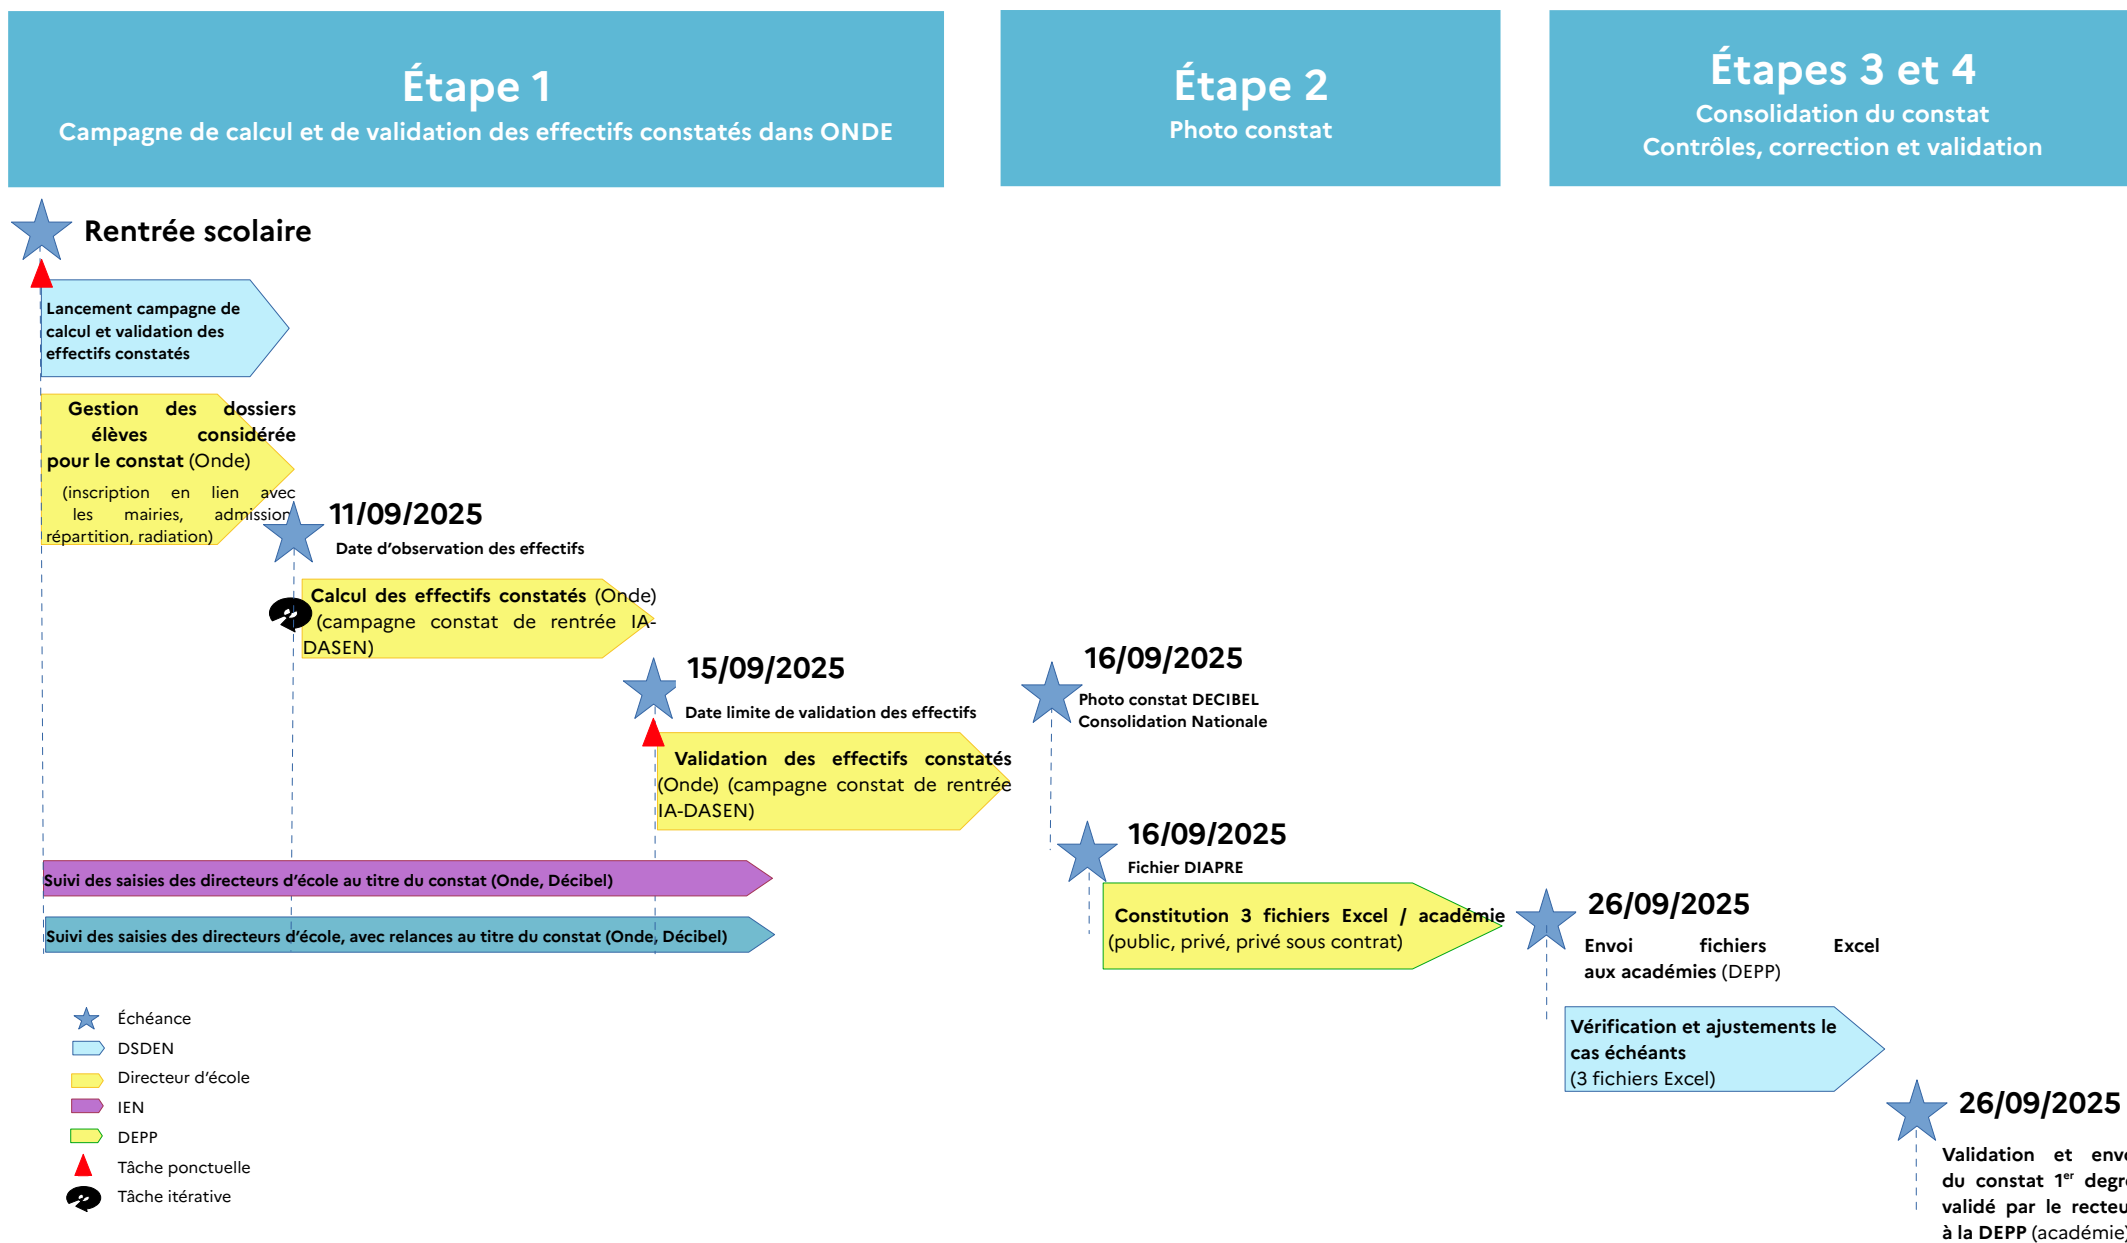 Étape 1
Campagne de calcul et de validation des effectifs constatés dans ONDE
Étape 2
Photo constat
Étapes 3 et 4
Consolidation du constat
Contrôles, correction et validation
Rentrée scolaire
Lancement campagne de
calcul et validation des
effectifs constatés
Gestion des dossiers
élèves considérée
pour le constat (Onde)
(inscription en lien avec
les mairies, admission
répartition, radiation)
11/09/2025
Date d’observation des effectifs
Calcul des effectifs constatés (Onde)
(campagne constat de rentrée IA-
DASEN)
15/09/2025
Date limite de validation des effectifs
Validation des effectifs constatés
(Onde) (campagne constat de rentrée
IA-DASEN)
16/09/2025
Photo constat DECIBEL
Consolidation Nationale
16/09/2025
Fichier DIAPRE
Constitution 3 fichiers Excel / académie
(public, privé, privé sous contrat)
Suivi des saisies des directeurs d’école au titre du constat (Onde, Décibel)
Suivi des saisies des directeurs d’école, avec relances au titre du constat (Onde, Décibel)
26/09/2025
Envoi fichiers Excel
aux académies (DEPP)
Vérification et ajustements le
cas échéants
(3 fichiers Excel)
26/09/2025
Validation et
du constat 1er
validé par le
à la DEPP (académie)
Échéance
DSDEN
Directeur d’école
IEN
DEPP
Tâche ponctuelle
Tâche itérative